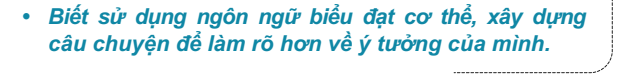 • Biết sử dụng ngôn ngữ biểu đạt cơ thể, xây dựng
câu chuyện để làm rõ hơn về ý tưởng của mình.